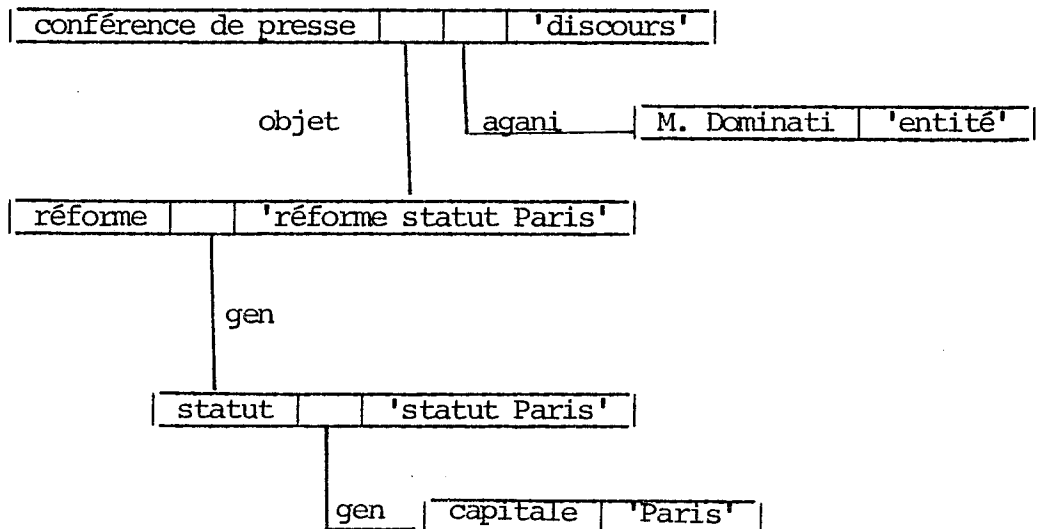 conférence de presse 'discours'
objet agani M. Dominati 'entité'
réforme 'réforme statut Paris'
gen
statut 'statut Paris'
gen capitale 'Paris'